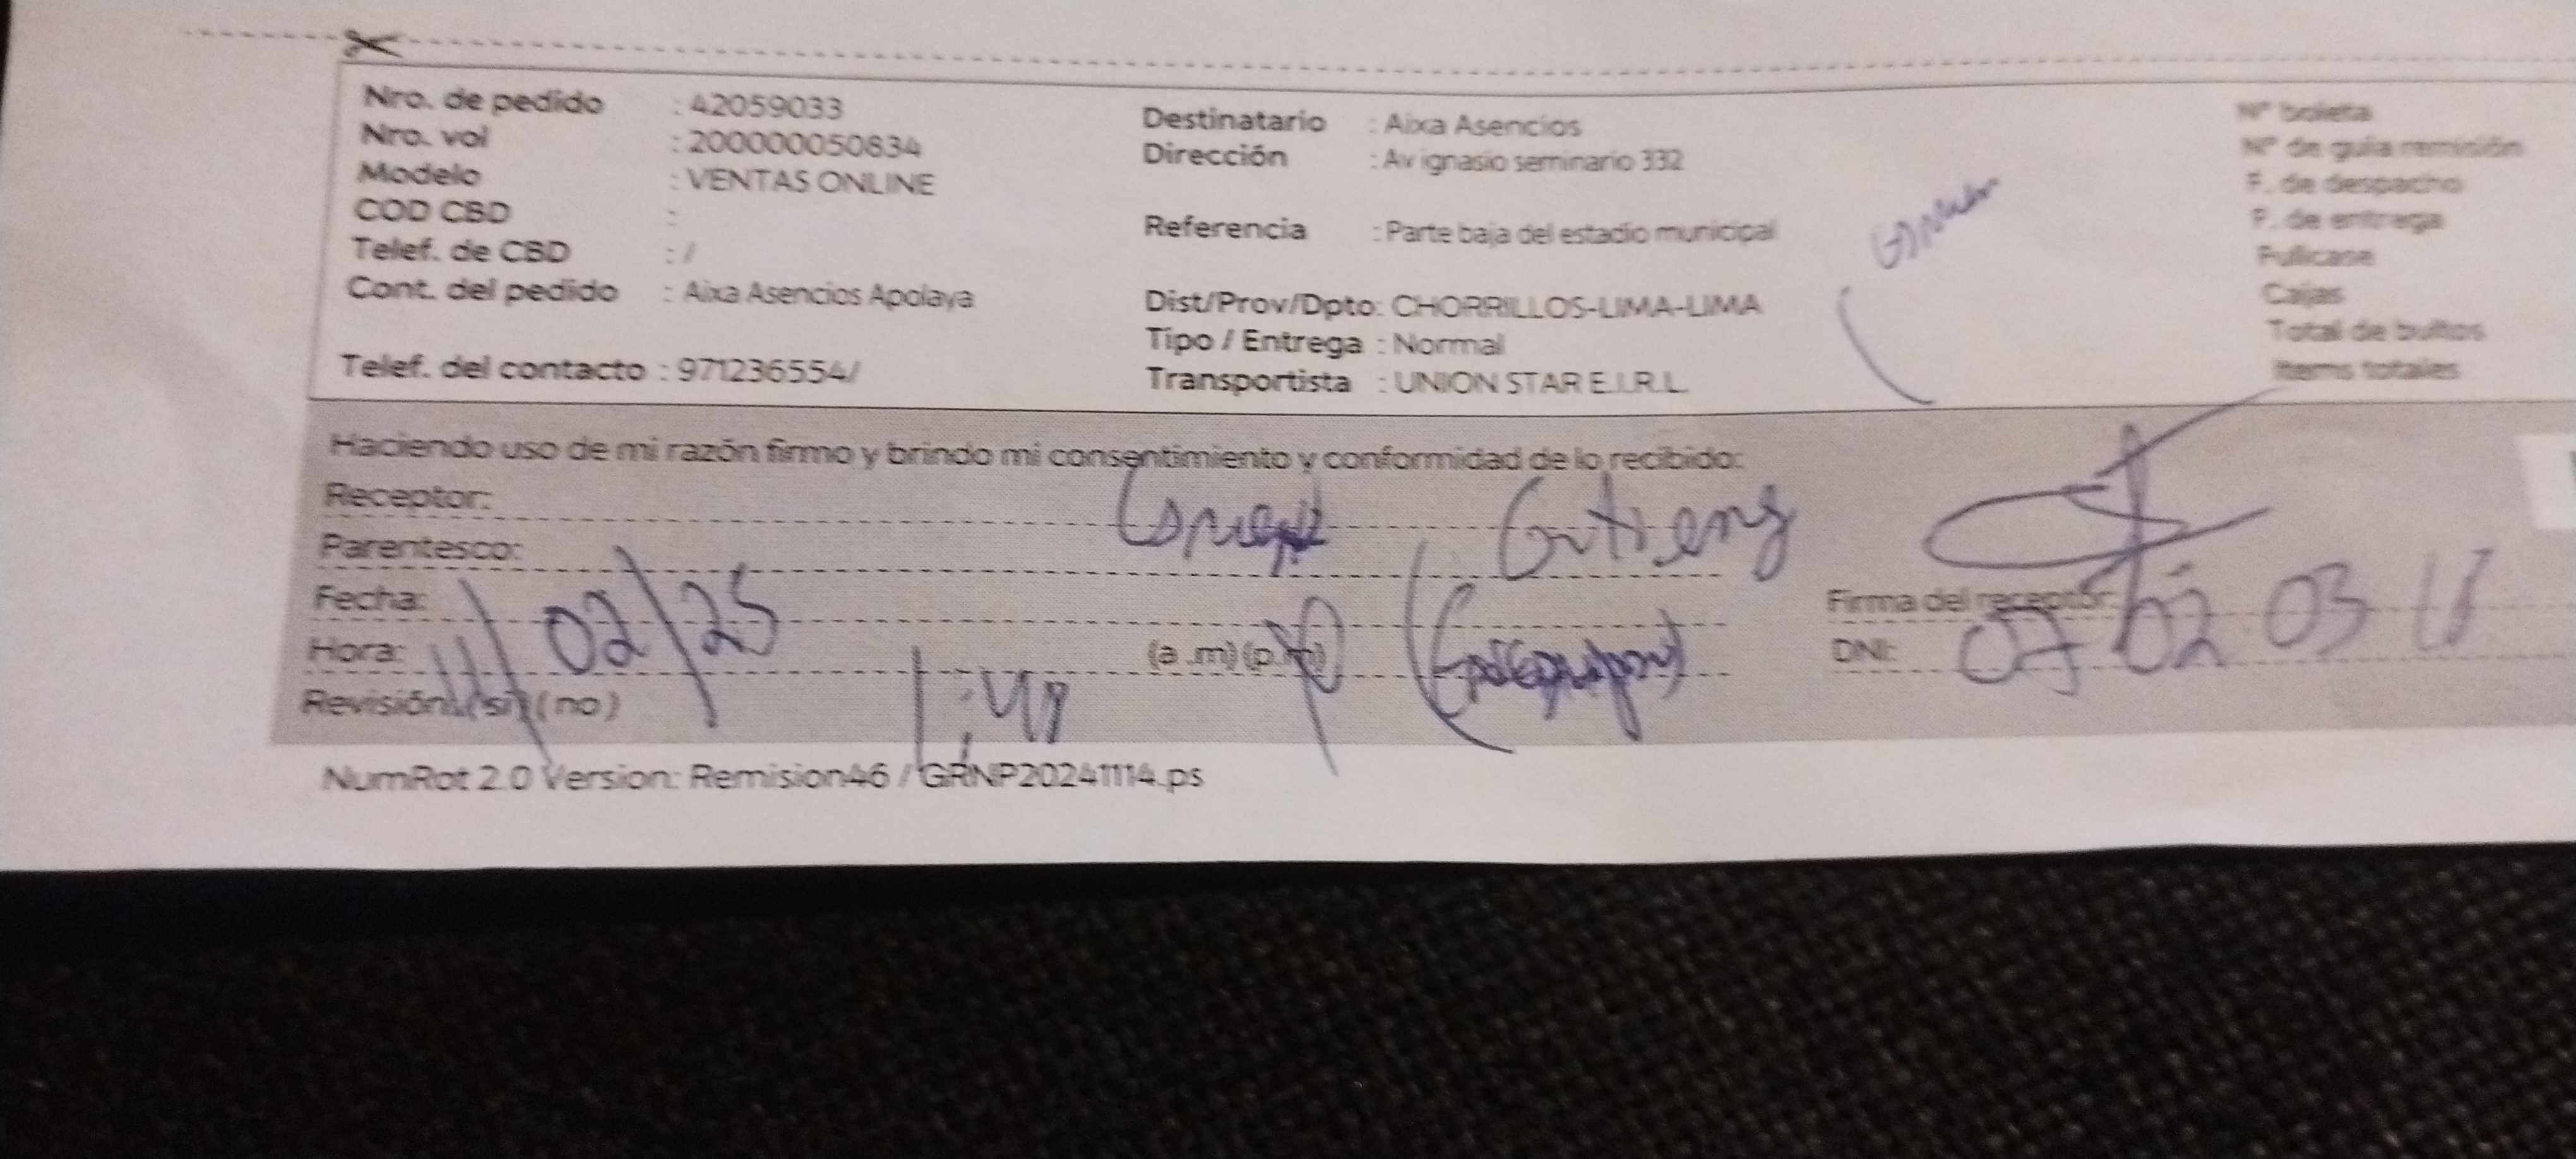 Nro. de pedido : 42059033
Nro. vol : 200000050834
Modelo : VENTAS ONLINE
COD CBD :
Telef. de CBD : /
Cont. del pedido : Aixa Asencios Apolaya
Telef. del contacto : 971236554/
Destinatario : Aixa Asencios
Dirección : Av ignasio seminario 332
Referencia : Parte baja del estadio municipal
Dist/Prov/Dpto: CHORRILLOS-LIMA-LIMA
Tipo / Entrega : Normal
Transportista : UNION STAR E.I.R.L.
N° boleta
N° de guía remisión
F. de despacho
F. de entrega
Fullcase
Cajas
Total de bultos
Items totales
Haciendo uso de mi razón firmo y brindo mi consentimiento y conformidad de lo recibido:
Receptor:
Parentesco:
Fecha: 11/02/25
Hora: (a.m) (p.m)
Revisión: (si) (no)
Firma del receptor:
DNI:
NumRot 2.0 Version: Remision46 / GRNP20241114.ps